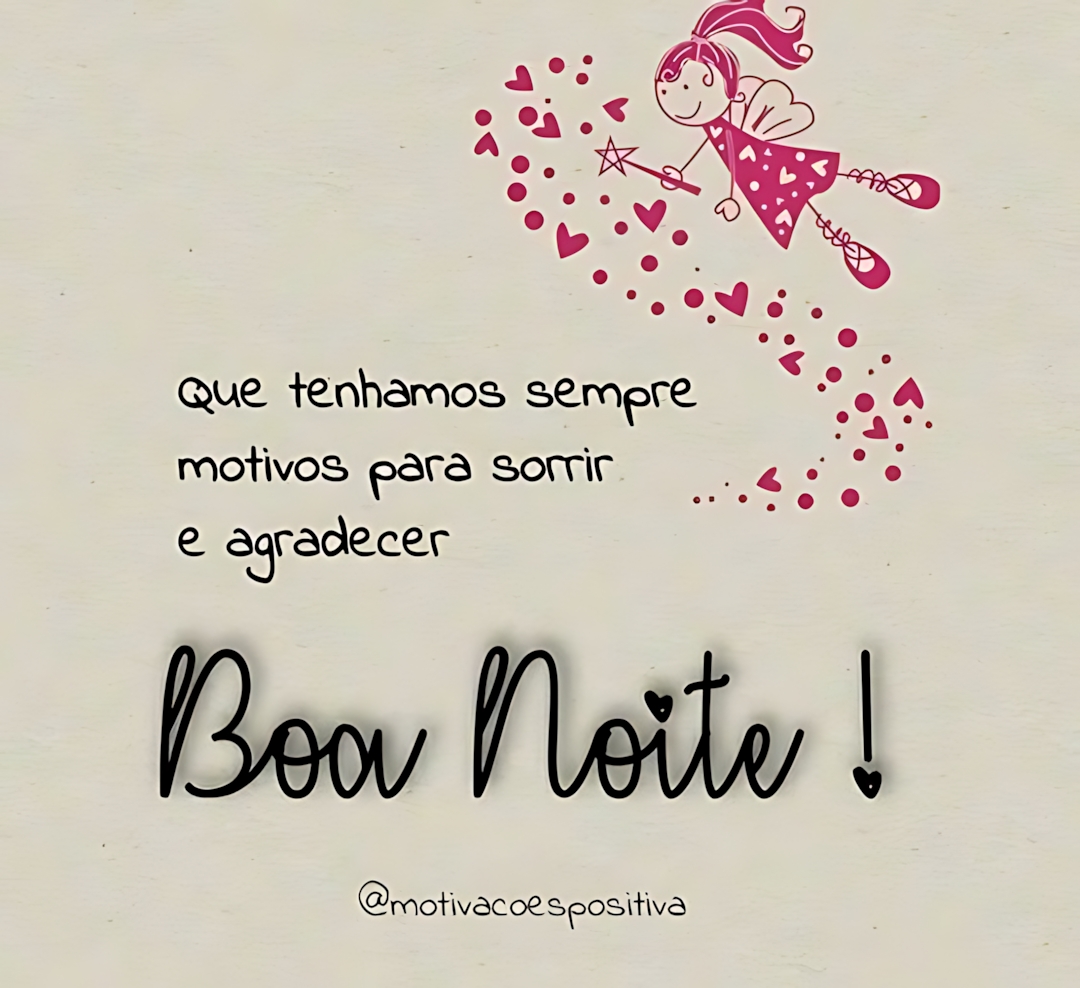 Que tenhamos sempre
motivos para sorrir
e agradecer
Boa Noite !
@motivacoespositiva